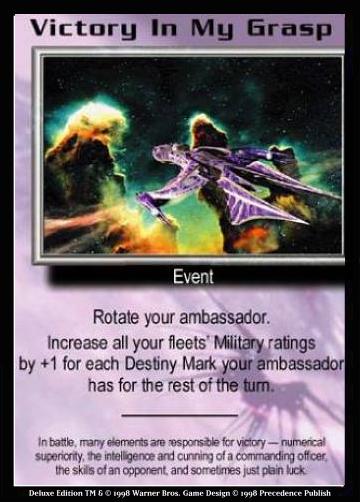 Victory In My Grasp
Event
Rotate your ambassador.
Increase all your fleets' Military ratings
by +1 for each Destiny Mark your ambassador
has for the rest of the turn.
In battle, many elements are responsible for victory — numerical
superiority, the intelligence and cunning of a commanding officer,
the skills of an opponent, and sometimes just plain luck.
Deluxe Edition TM & © 1998 Warner Bros. Game Design © 1998 Precedence Publish